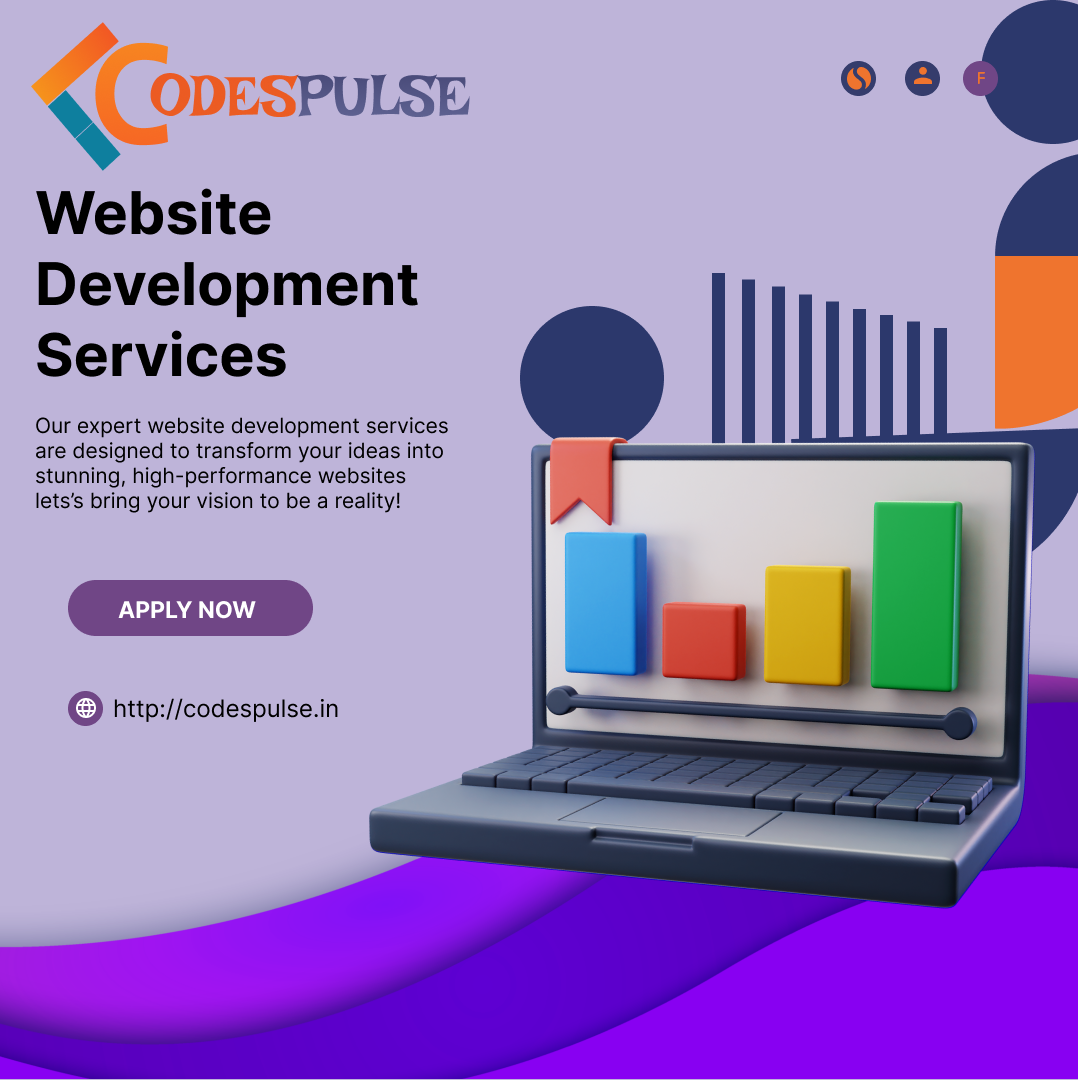 CODESPULSE
F
Website
Development
Services
Our expert website development services
are designed to transform your ideas into
stunning, high-performance websites
lets’s bring your vision to be a reality!
APPLY NOW
http://codespulse.in